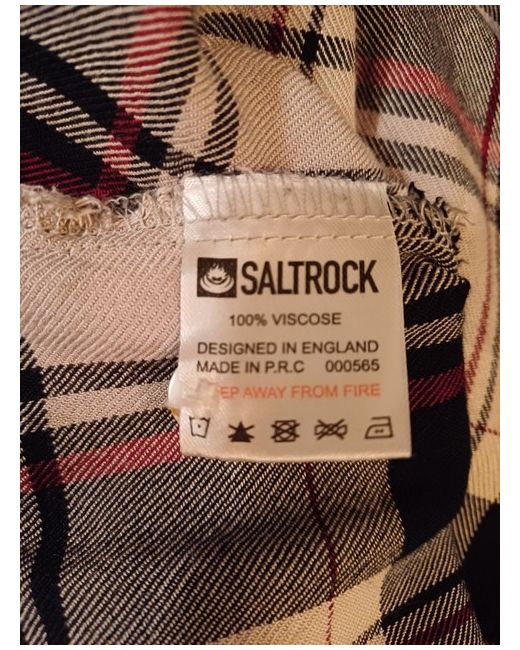 SALTROCK
100% VISCOSE
DESIGNED IN ENGLAND
MADE IN P.R.C 000565
AWAY FROM FIRE